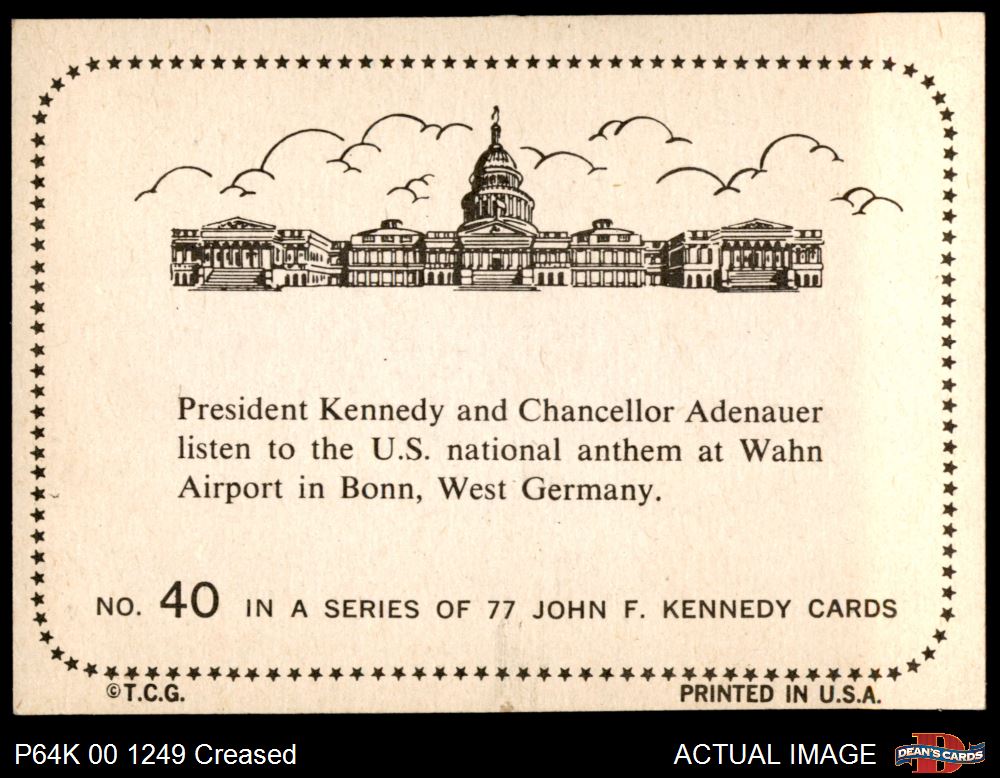 President Kennedy and Chancellor Adenauer
listen to the U.S. national anthem at Wahn
Airport in Bonn, West Germany.
NO. 40 IN A SERIES OF 77 JOHN F. KENNEDY CARDS
©T.C.G. PRINTED IN U.S.A.
P64K 00 1249 Creased ACTUAL IMAGE DEAN'S CARDS